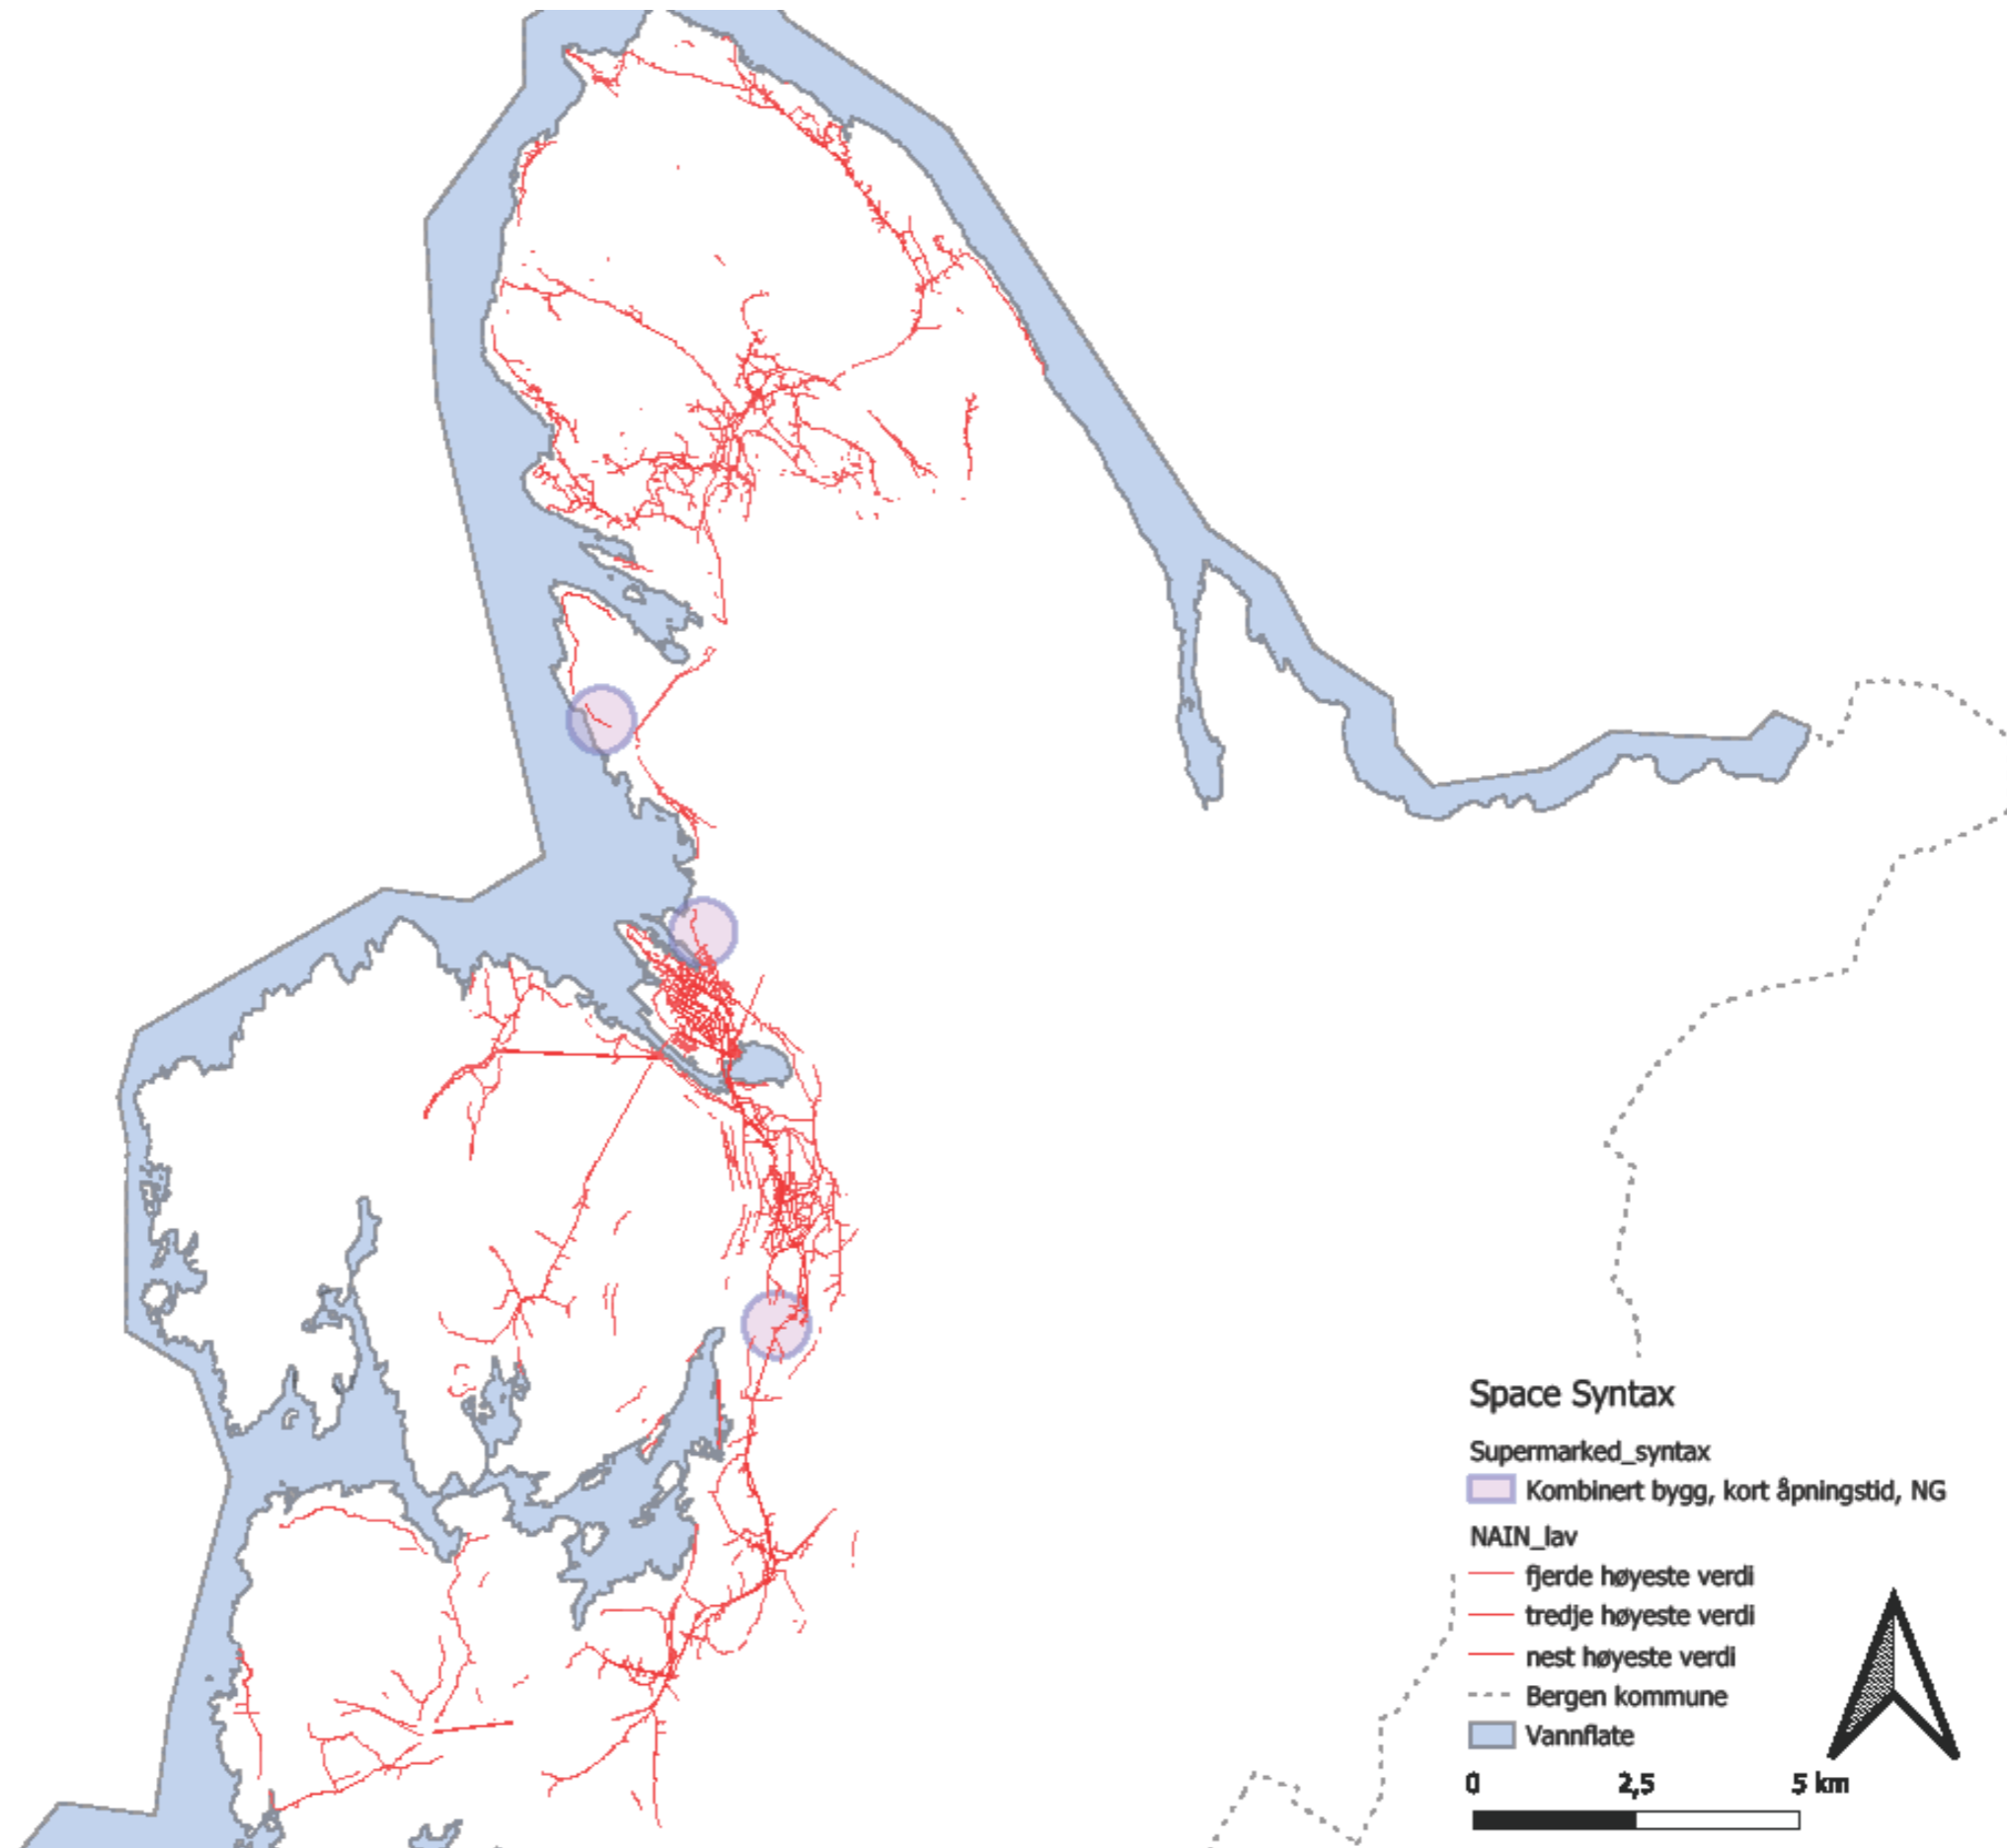 Space Syntax
Supermarked_syntax
Kombinert bygg, kort åpningstid, NG
NAIN_lav
fjerde høyeste verdi
tredje høyeste verdi
nest høyeste verdi
Bergen kommune
Vannflate
0 2,5 5 km